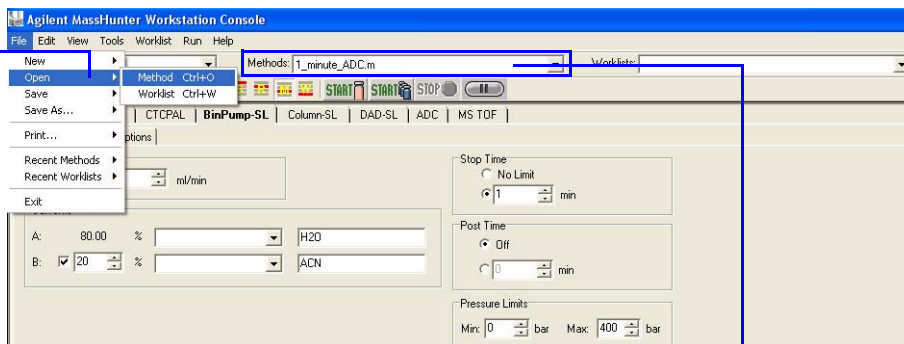 Agilent MassHunter Workstation Console
File Edit View Tools Worklist Run Help
New
Methods: 1_minute_ADC.m
Worklists:
Open
Method Ctrl+O
Worklist Ctrl+W
Save
START START STOP
Save As...
CTCPAL BinPump-SL Column-SL DAD-SL ADC MS TOF
Print...
ptions
Recent Methods
Recent Worklists
Exit
ml/min
Stop Time
No Limit
1 min
A: 80.00 % H2O
B: 20 % ACN
Post Time
Off
0 min
Pressure Limits
Min: 0 bar Max: 400 bar